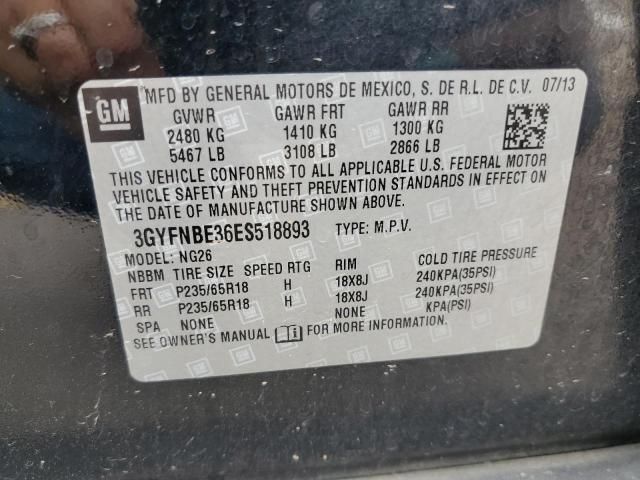 GM
MFD BY GENERAL MOTORS DE MEXICO, S. DE R.L. DE C.V. 07/13
GVWR GAWR FRT GAWR RR
2480 KG 1410 KG 1300 KG
5467 LB 3108 LB 2866 LB
THIS VEHICLE CONFORMS TO ALL APPLICABLE U.S. FEDERAL MOTOR
VEHICLE SAFETY AND THEFT PREVENTION STANDARDS IN EFFECT ON
THE DATE OF MANUFACTURE SHOWN ABOVE.
3GYFNBE36ES518893 TYPE: M.P.V.
MODEL: NG26
NBBM TIRE SIZE SPEED RTG RIM COLD TIRE PRESSURE
FRT P235/65R18 H 18X8J 240KPA(35PSI)
RR P235/65R18 H 18X8J 240KPA(35PSI)
SPA NONE NONE KPA(PSI)
SEE OWNER'S MANUAL FOR MORE INFORMATION.